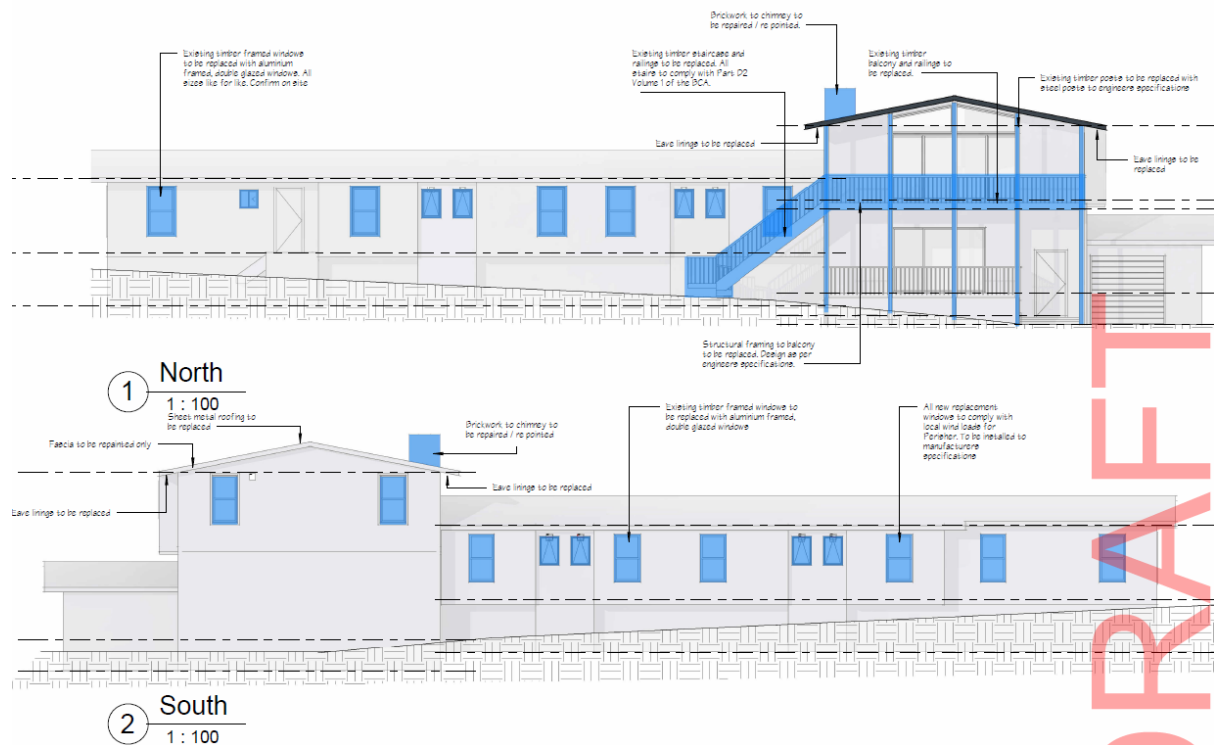 Brickwork to chimney to
be repaired / re pointed.
Existing timber framed windows
to be replaced with aluminium
framed, double glazed windows. All
sizes like for like. Confirm on site
Existing timber staircase and
railings to be replaced. All
stairs to comply with Part D2
Volume 1 of the BCA.
Existing timber
balcony and railings to
be replaced.
Existing timber posts to be replaced with
steel posts to engineers specifications
Eave linings to be replaced
Eave linings to be
replaced
Structural framing to balcony
to be replaced. Design as per
engineers specifications.
1
North
1 : 100
Sheet metal roofing to
be replaced
Fascia to be repainted only
Brickwork to chimney to
be repaired / re pointed
Existing timber framed windows to
be replaced with aluminium framed,
double glazed windows
All new replacement
windows to comply with
local wind loads for
Perisher. To be installed to
manufacturers
specifications
Eave linings to be replaced
Eave linings to be replaced
2
South
1 : 100
DRAFT